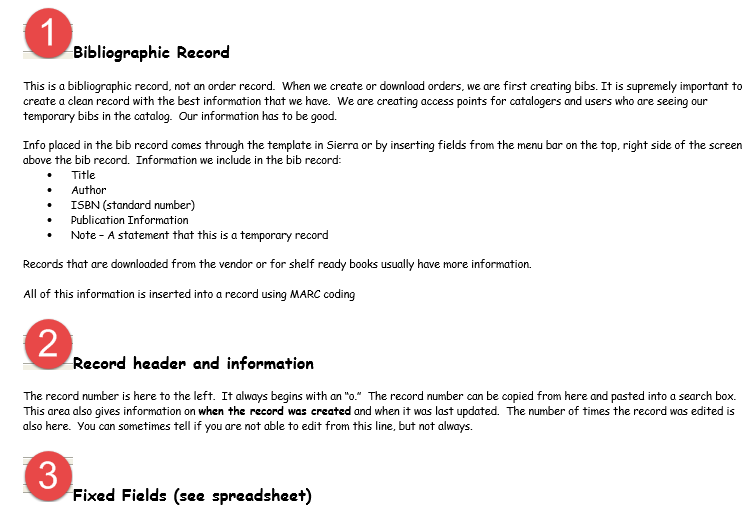 1
Bibliographic Record
This is a bibliographic record, not an order record. When we create or download orders, we are first creating bibs. It is supremely important to
create a clean record with the best information that we have. We are creating access points for catalogers and users who are seeing our
temporary bibs in the catalog. Our information has to be good.
Info placed in the bib record comes through the template in Sierra or by inserting fields from the menu bar on the top, right side of the screen
above the bib record. Information we include in the bib record:
• Title
• Author
• ISBN (standard number)
• Publication Information
• Note – A statement that this is a temporary record
Records that are downloaded from the vendor or for shelf ready books usually have more information.
All of this information is inserted into a record using MARC coding
2
Record header and information
The record number is here to the left. It always begins with an “o.” The record number can be copied from here and pasted into a search box.
This area also gives information on when the record was created and when it was last updated. The number of times the record was edited is
also here. You can sometimes tell if you are not able to edit from this line, but not always.
3
Fixed Fields (see spreadsheet)